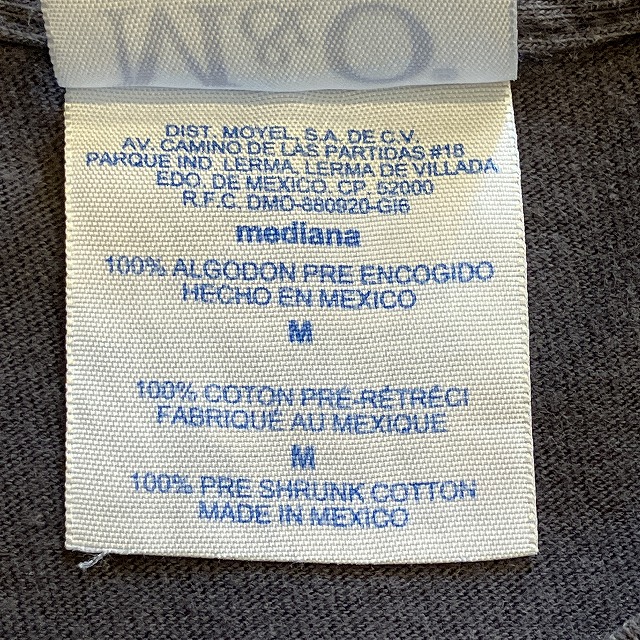 M&O.
DIST. MOYEL, S.A. DE C.V.
AV. CAMINO DE LAS PARTIDAS #18
PARQUE IND. LERMA, LERMA DE VILLADA
EDO. DE MEXICO. CP. 52000
R.F.C. DMO-880920-GI6
mediana
100% ALGODON PRE ENCOGIDO
HECHO EN MEXICO
M
100% COTON PRÉ-RÉTRÉCI
FABRIQUÉ AU MEXIQUE
M
100% PRE SHRUNK COTTON
MADE IN MEXICO